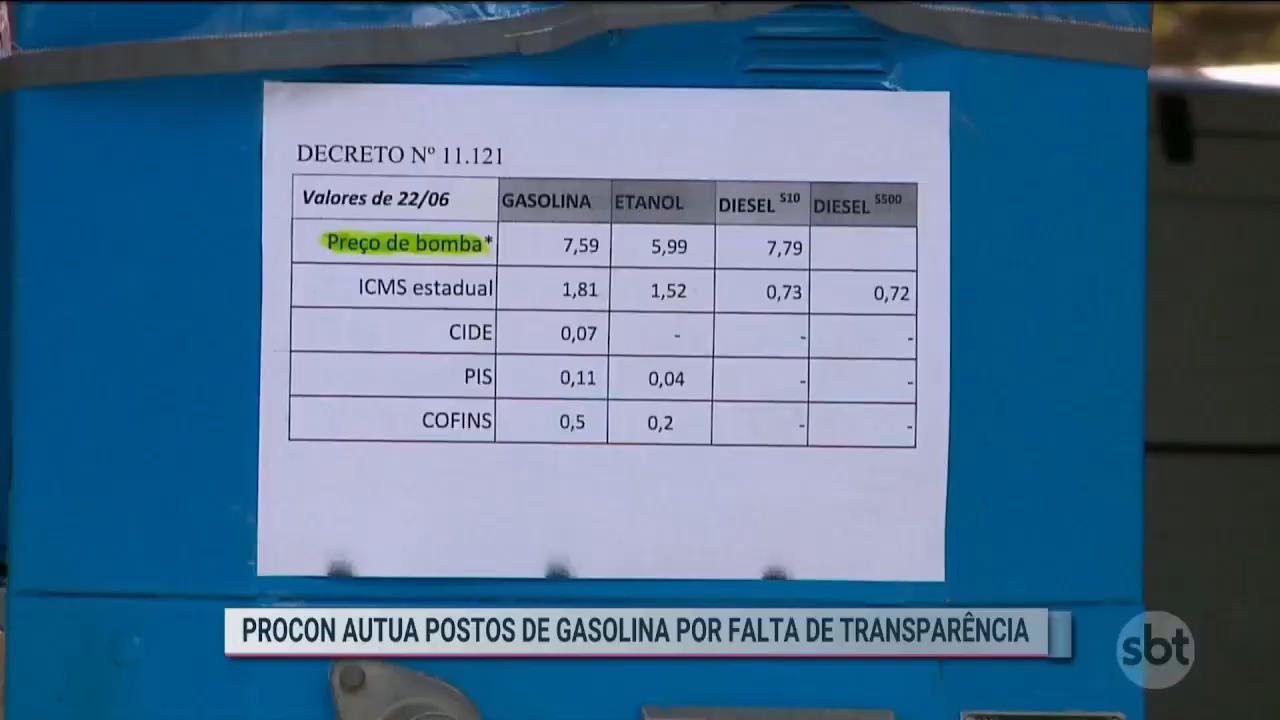 DECRETO Nº 11.121
Valores de 22/06 GASOLINA ETANOL DIESEL S10 DIESEL S500
Preço de bomba* 7,59 5,99 7,79
ICMS estadual 1,81 1,52 0,73 0,72
CIDE 0,07 - - -
PIS 0,11 0,04 - -
COFINS 0,5 0,2 - -
PROCON AUTUA POSTOS DE GASOLINA POR FALTA DE TRANSPARÊNCIA
sbt